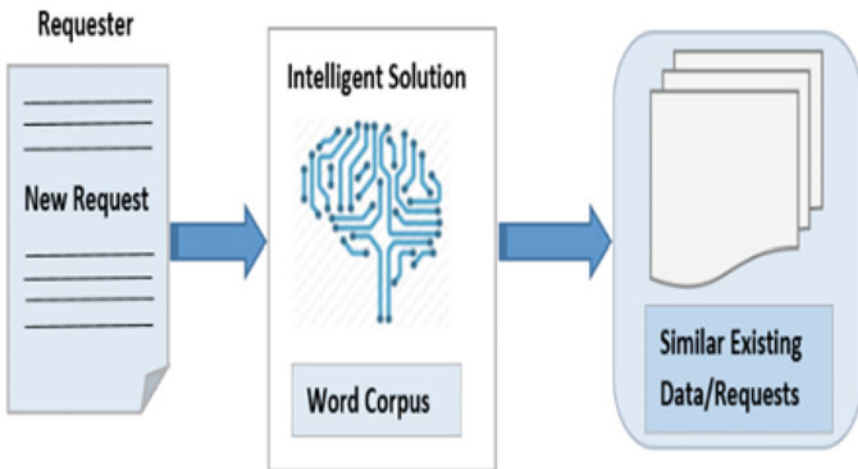 Requester
New Request
Intelligent Solution
Word Corpus
Similar Existing
Data/Requests